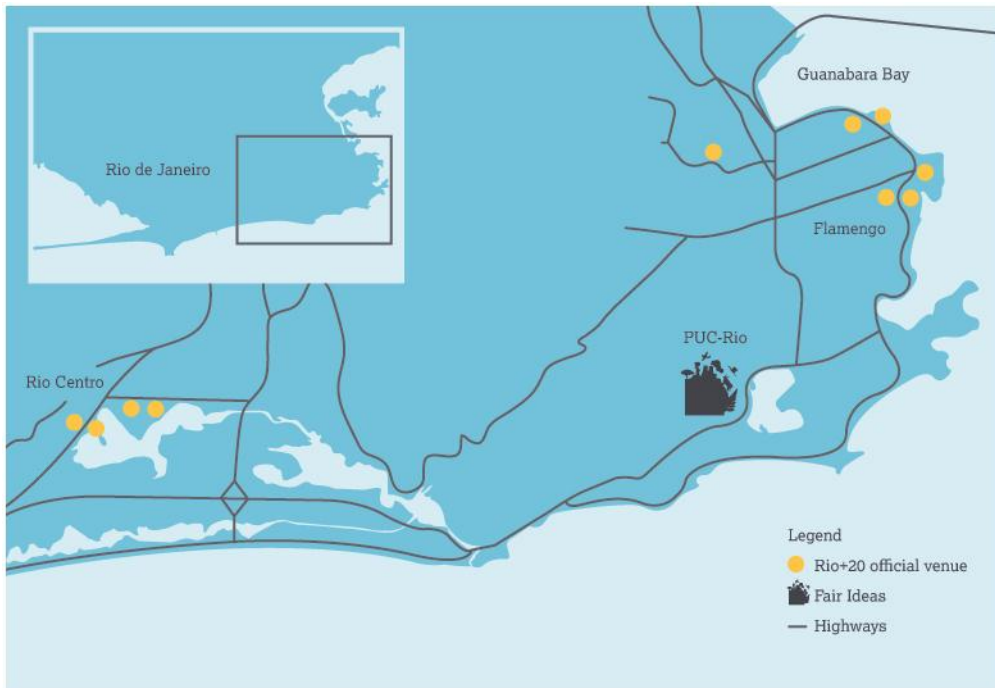 Guanabara Bay
Rio de Janeiro
Flamengo
PUC-Rio
Rio Centro
Legend
Rio+20 official venue
Fair Ideas
Highways